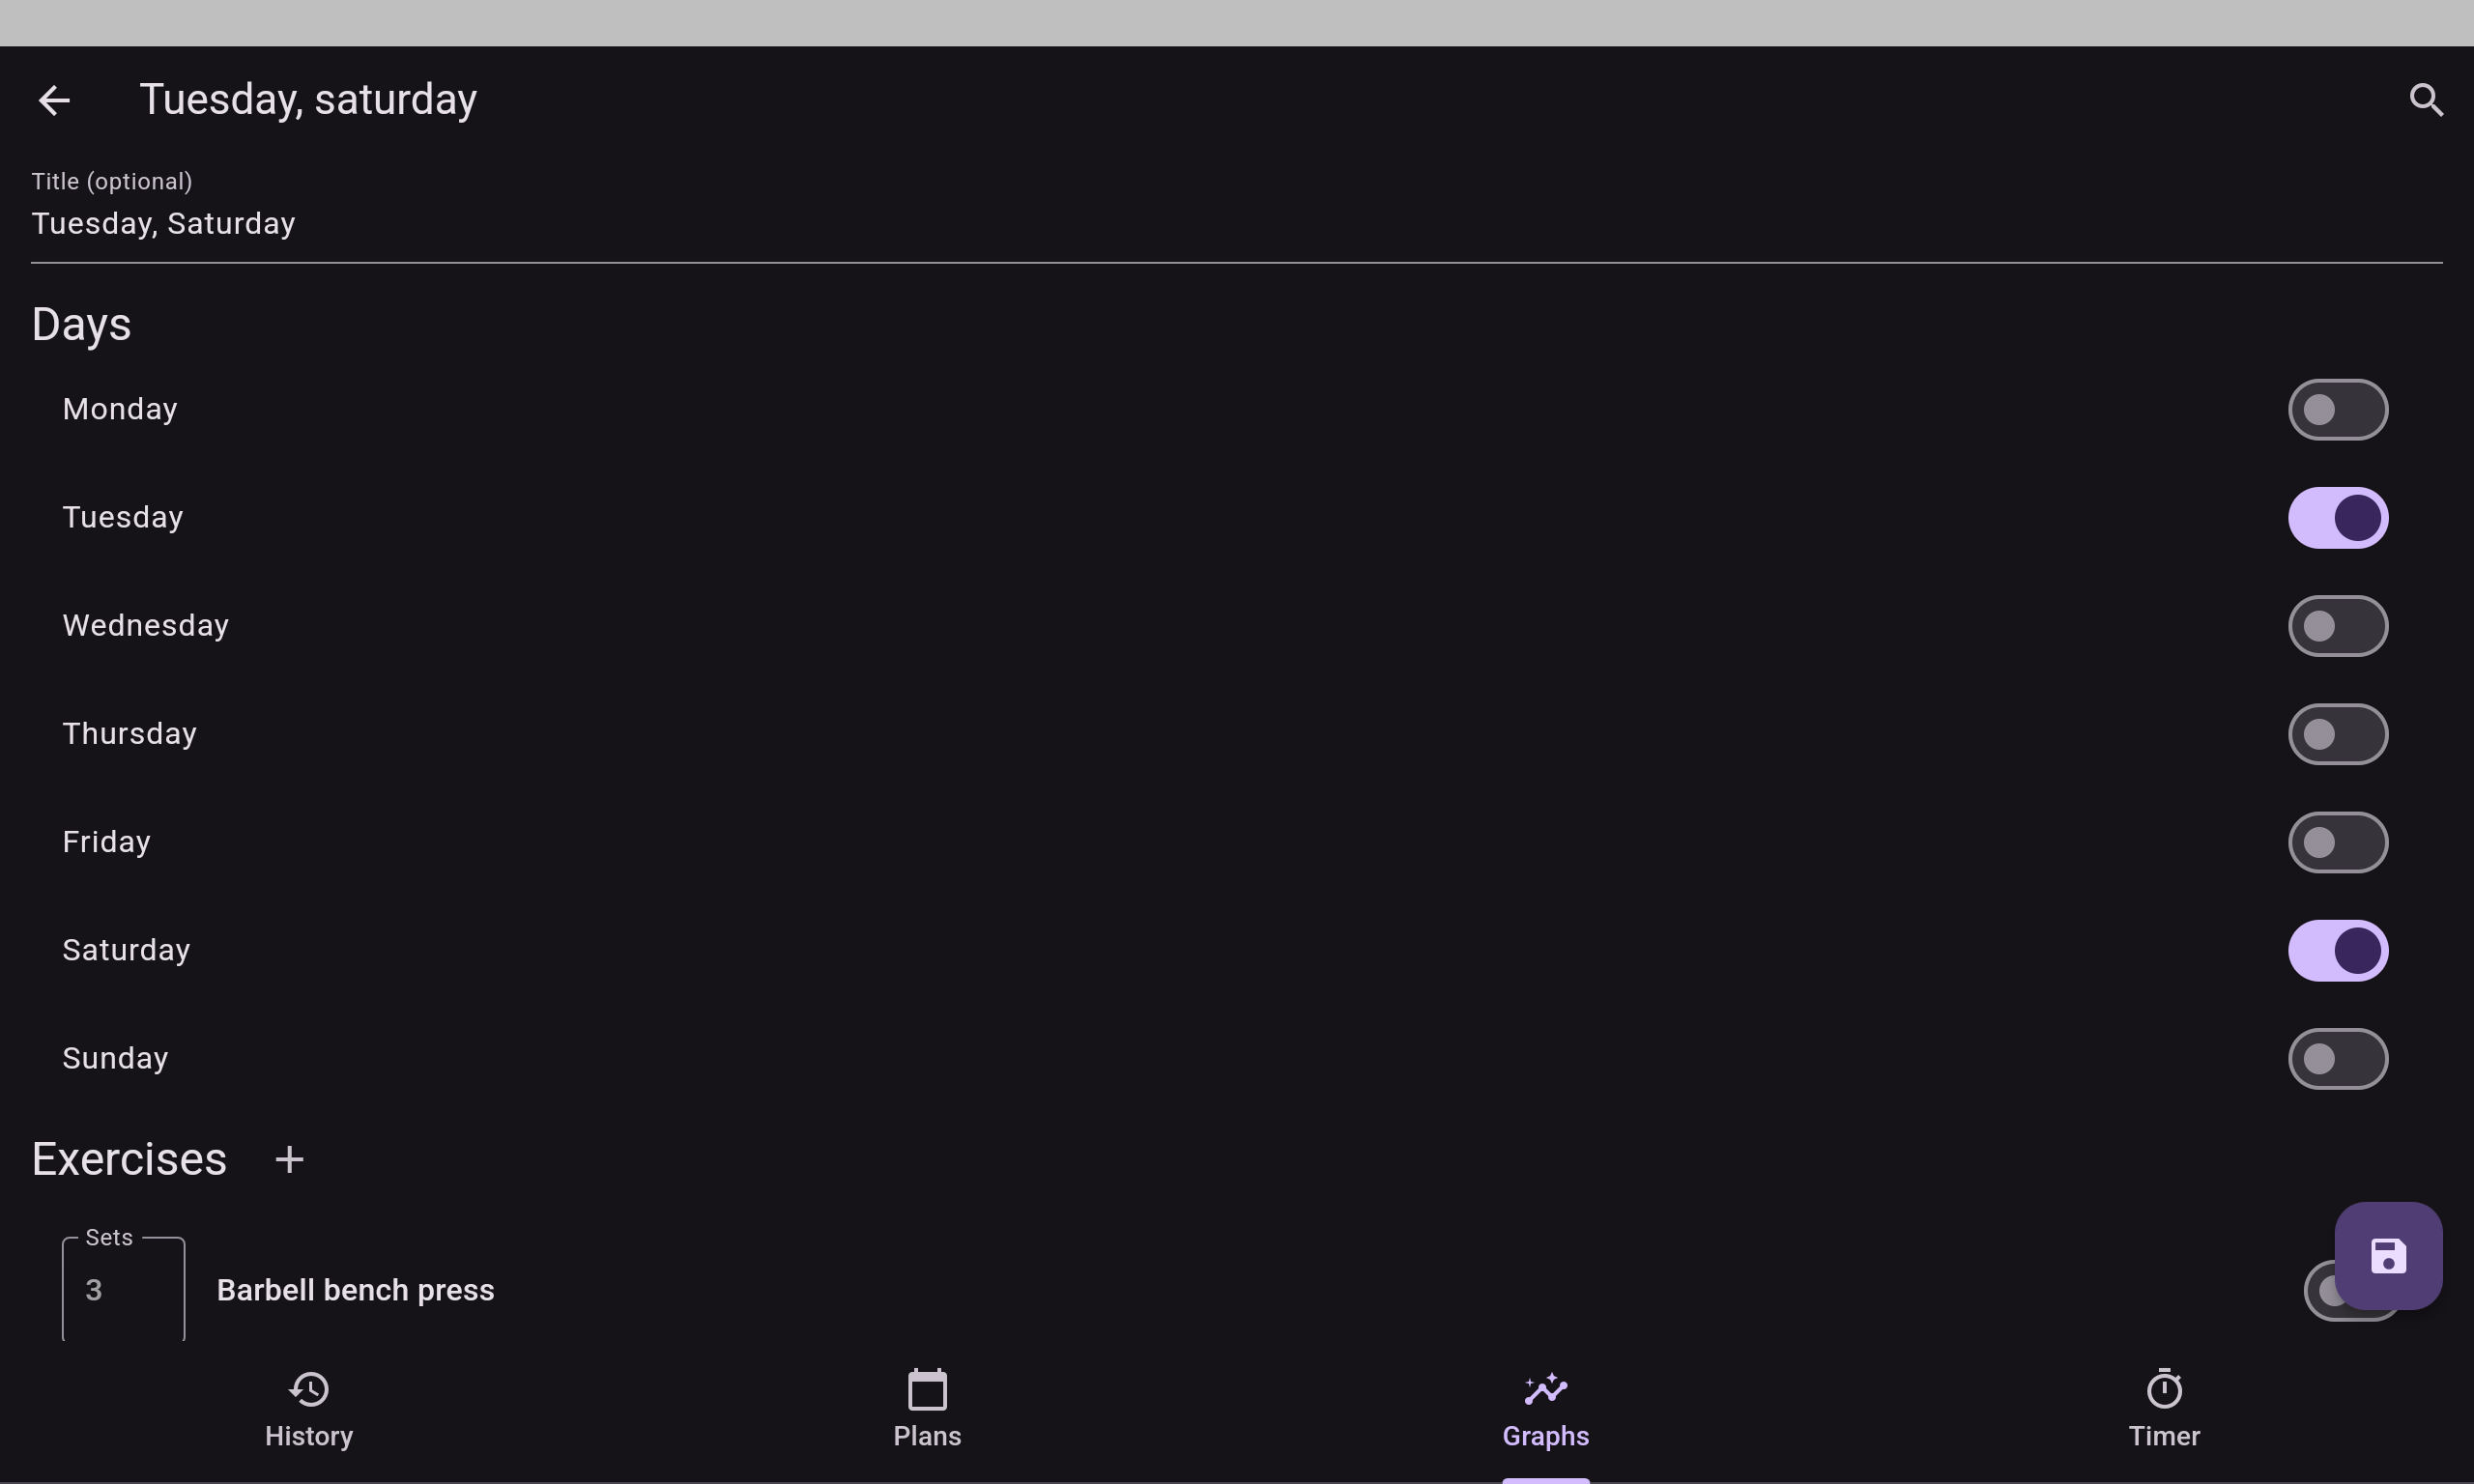 Tuesday, saturday
Title (optional)
Tuesday, Saturday
Days
Monday
Tuesday
Wednesday
Thursday
Friday
Saturday
Sunday
Exercises
Sets
3 Barbell bench press
History Plans Graphs Timer